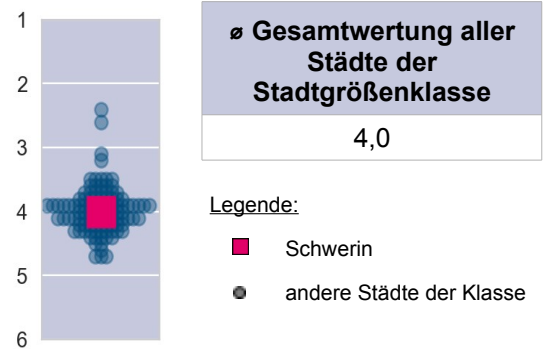 1
2
3
4
5
6
⌀ Gesamtwertung aller
Städte der
Stadtgrößenklasse
4,0
Legende:
Schwerin
andere Städte der Klasse